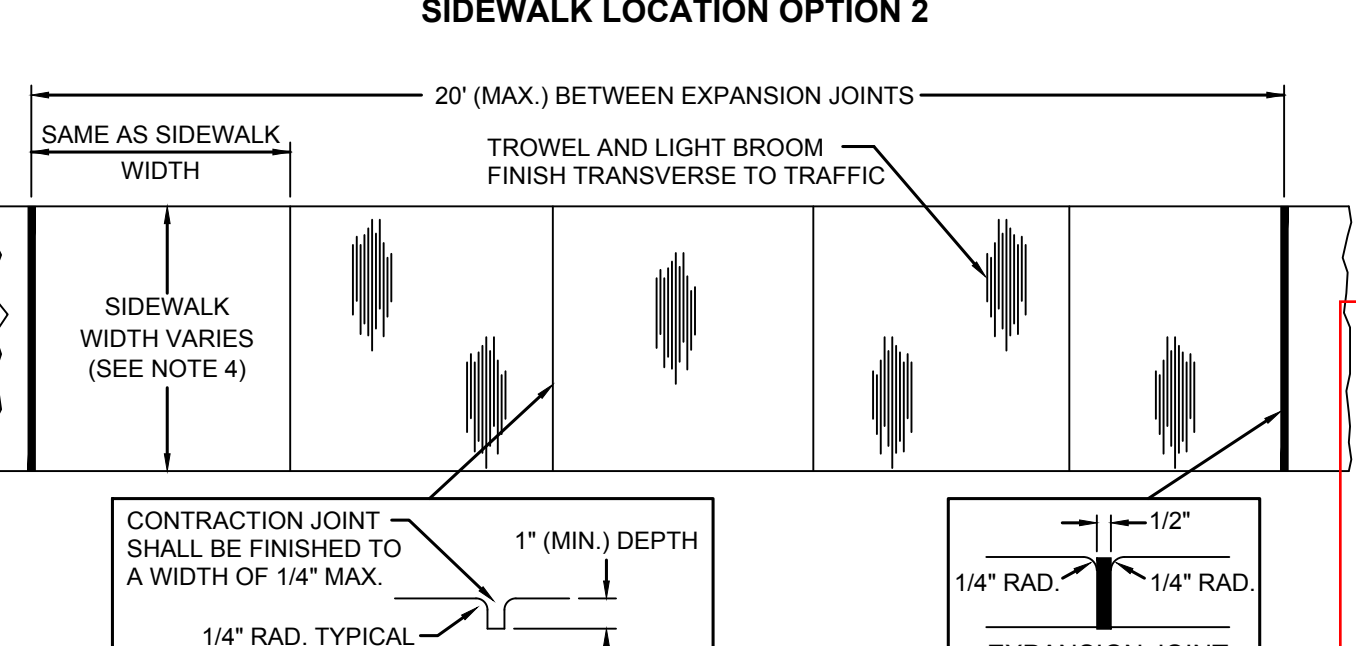 SIDEWALK LOCATION OPTION 2
20' (MAX.) BETWEEN EXPANSION JOINTS
SAME AS SIDEWALK
WIDTH
TROWEL AND LIGHT BROOM
FINISH TRANSVERSE TO TRAFFIC
SIDEWALK
WIDTH VARIES
(SEE NOTE 4)
CONTRACTION JOINT
SHALL BE FINISHED TO
A WIDTH OF 1/4" MAX.
1" (MIN.) DEPTH
1/4" RAD. TYPICAL
1/2"
1/4" RAD.
1/4" RAD.
EXPANSION JOINT